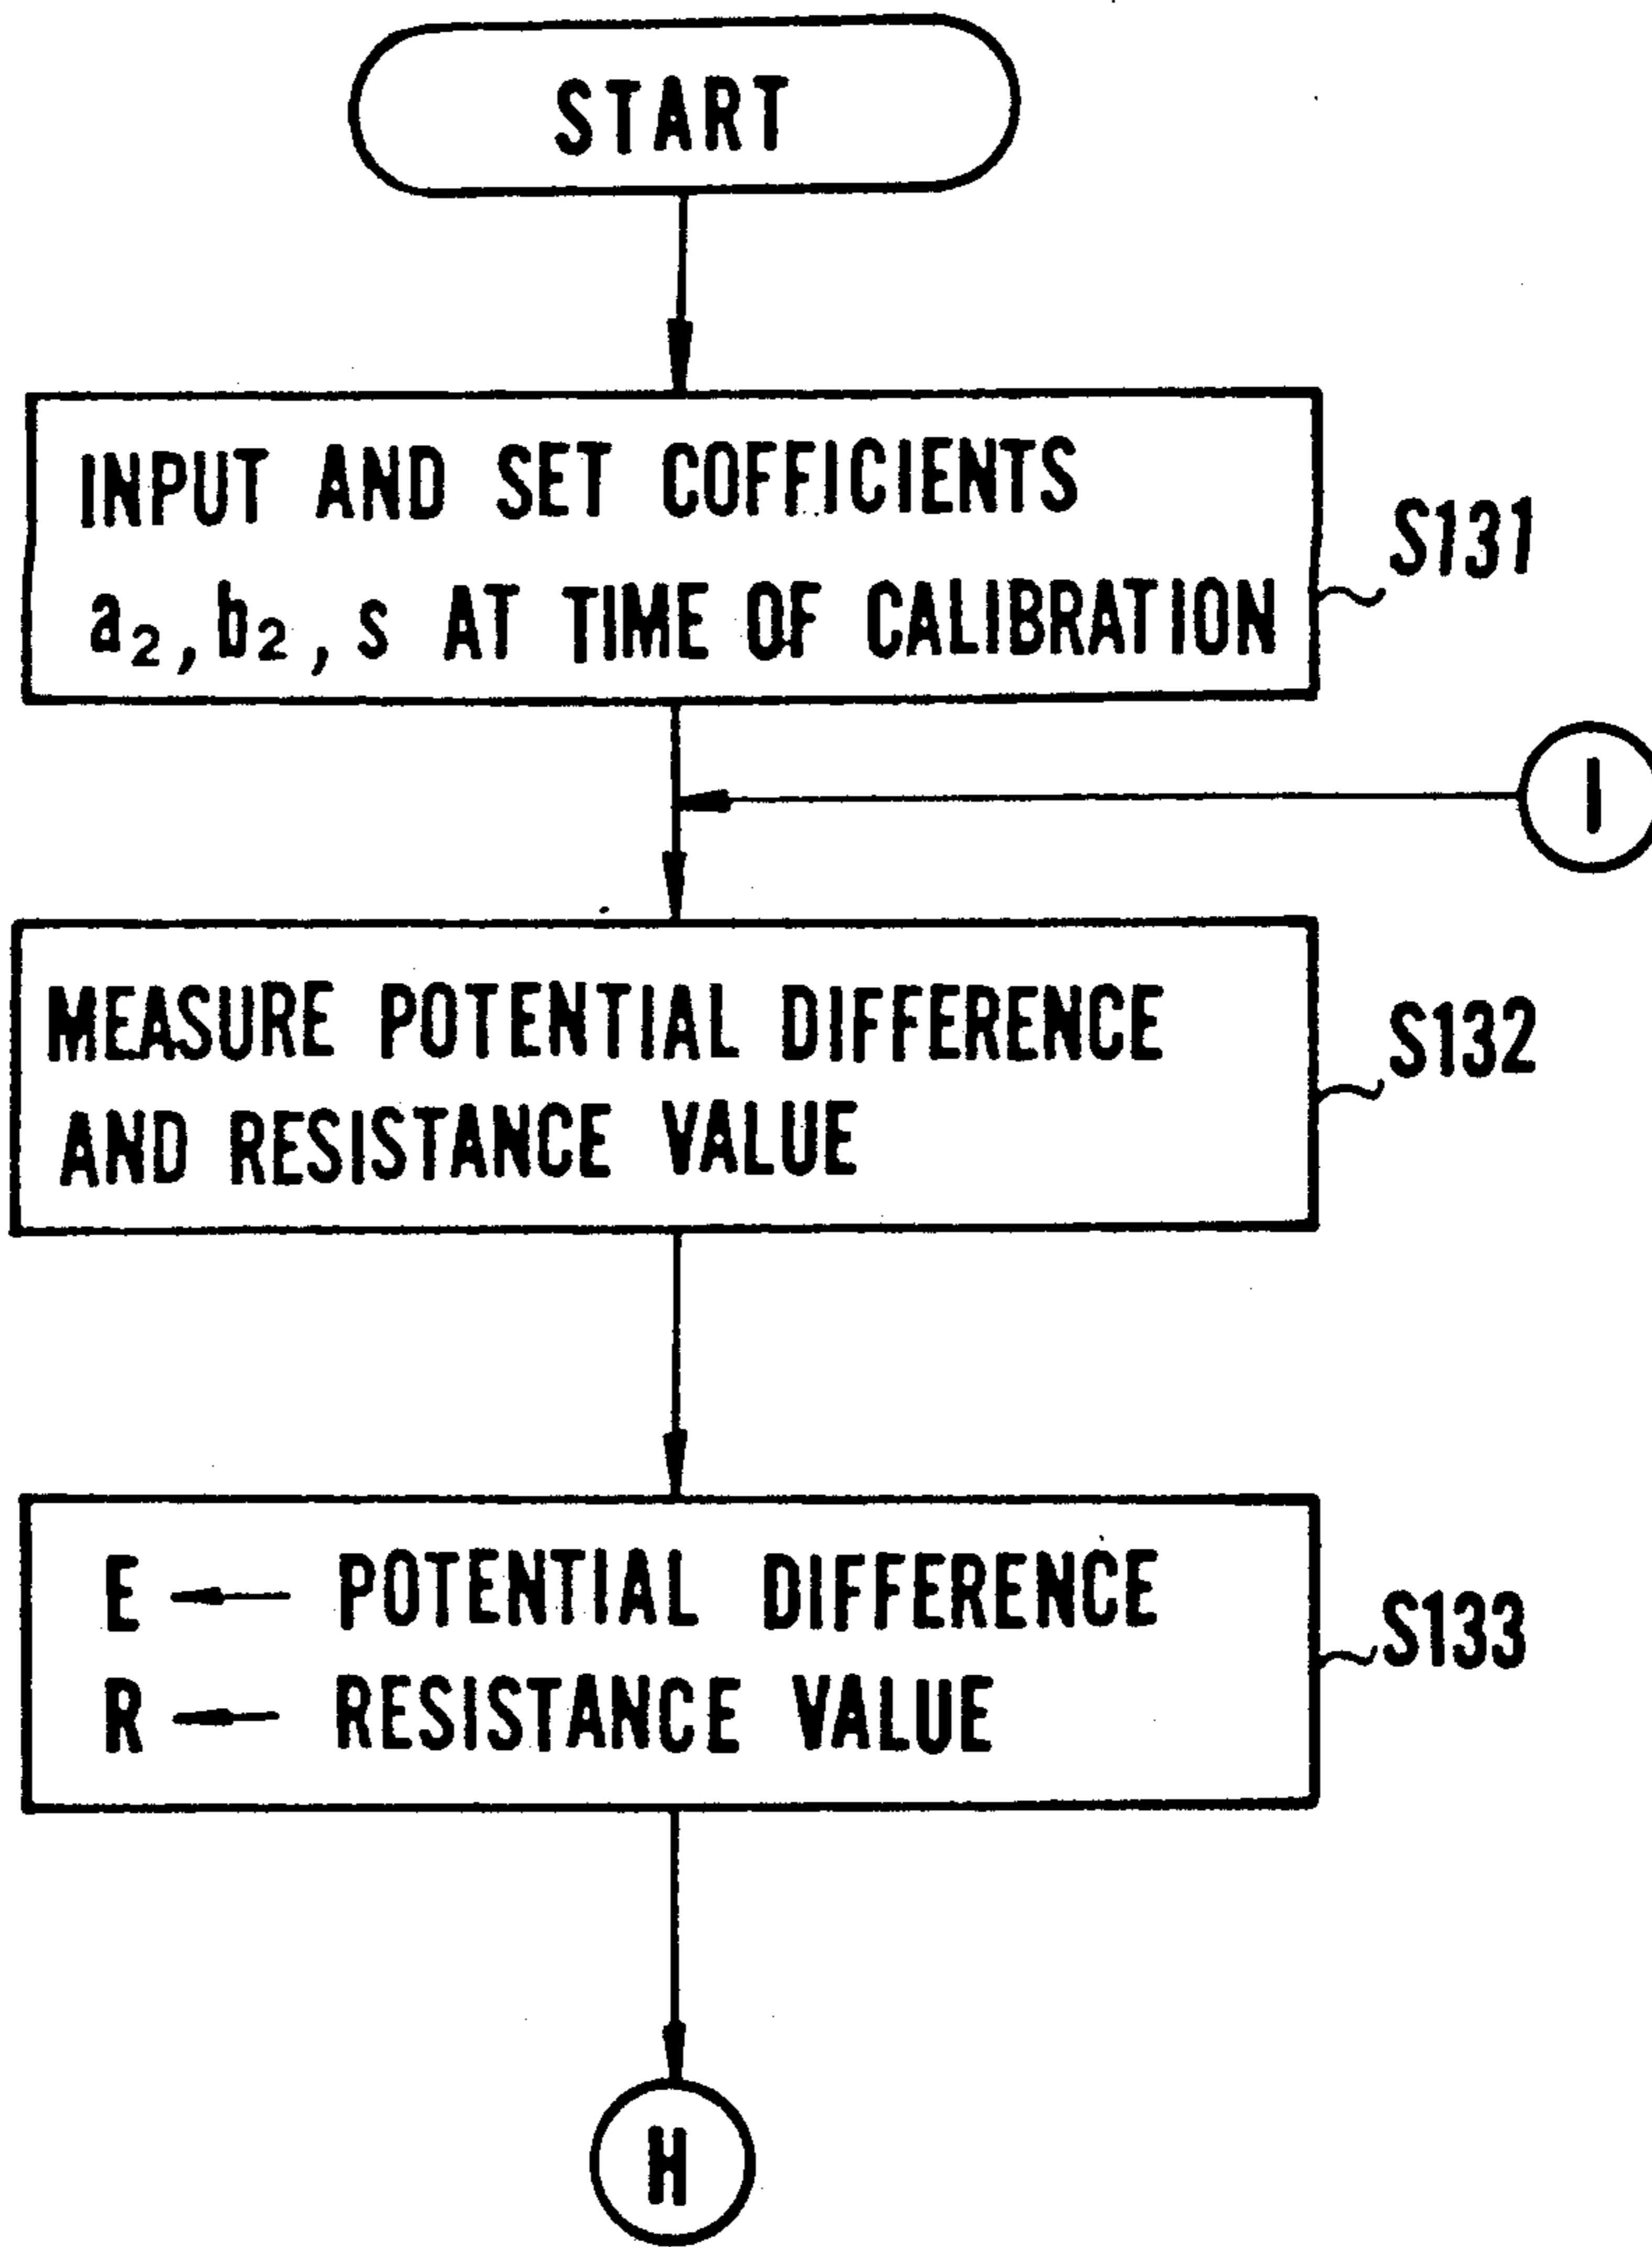 START
INPUT AND SET COFFICIENTS
a₂, b₂, s AT TIME OF CALIBRATION
S131
I
MEASURE POTENTIAL DIFFERENCE
AND RESISTANCE VALUE
S132
E ← POTENTIAL DIFFERENCE
R ← RESISTANCE VALUE
S133
H